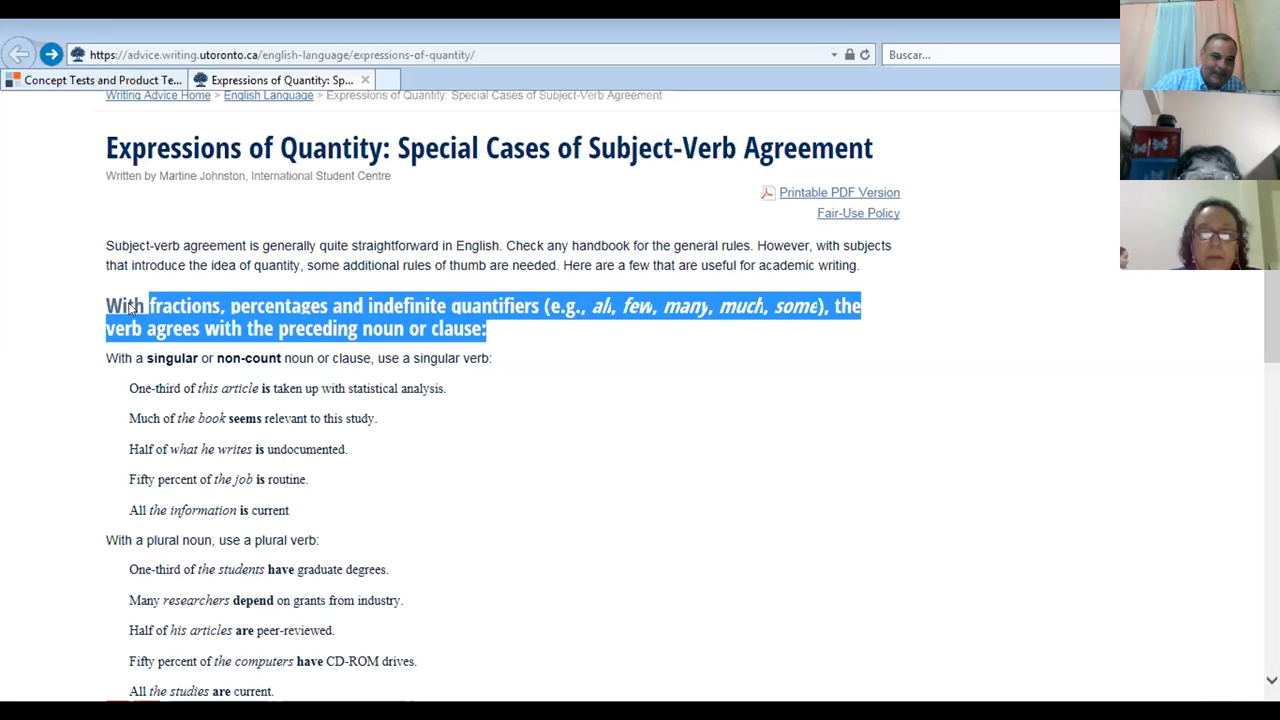 https://advice.writing.utoronto.ca/english-language/expressions-of-quantity/
Buscar...
Concept Tests and Product Te...
Expressions of Quantity: Sp...
Writing Advice Home > English Language > Expressions of Quantity: Special Cases of Subject-Verb Agreement
Expressions of Quantity: Special Cases of Subject-Verb Agreement
Written by Martine Johnston, International Student Centre
Printable PDF Version
Fair-Use Policy
Subject-verb agreement is generally quite straightforward in English. Check any handbook for the general rules. However, with subjects
that introduce the idea of quantity, some additional rules of thumb are needed. Here are a few that are useful for academic writing.
With fractions, percentages and indefinite quantifiers (e.g., all, few, many, much, some), the
verb agrees with the preceding noun or clause:
With a singular or non-count noun or clause, use a singular verb:
One-third of this article is taken up with statistical analysis.
Much of the book seems relevant to this study.
Half of what he writes is undocumented.
Fifty percent of the job is routine.
All the information is current
With a plural noun, use a plural verb:
One-third of the students have graduate degrees.
Many researchers depend on grants from industry.
Half of his articles are peer-reviewed.
Fifty percent of the computers have CD-ROM drives.
All the studies are current.